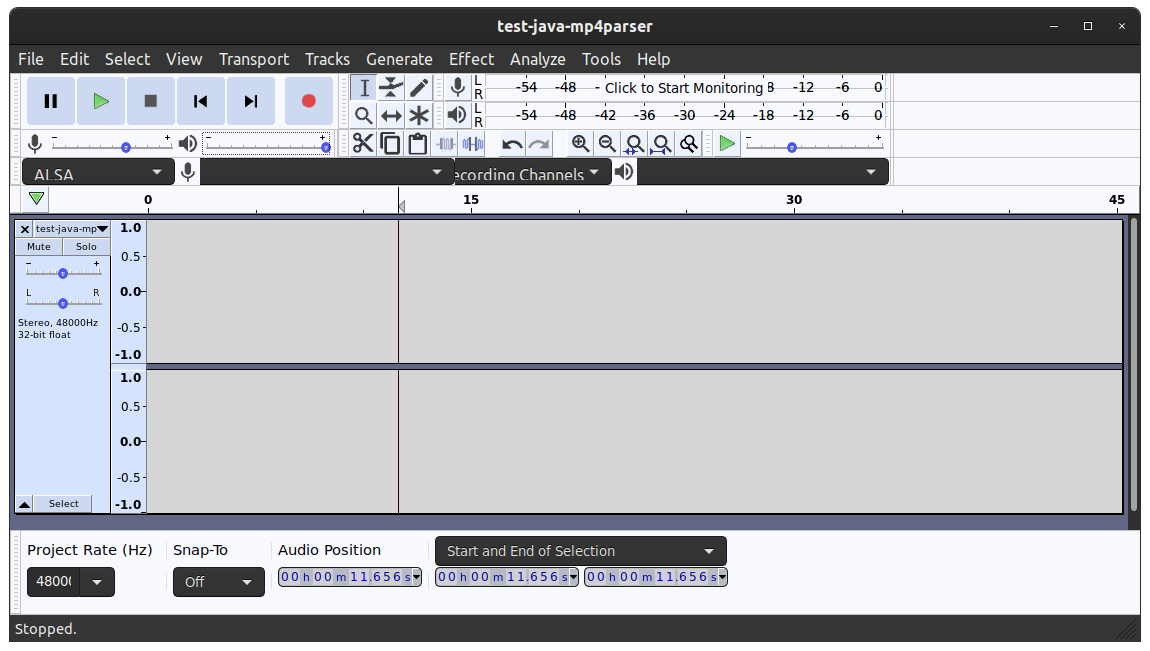 test-java-mp4parser
File Edit Select View Transport Tracks Generate Effect Analyze Tools Help
L R -54 -48 - Click to Start Monitoring 8 -12 -6 0
L R -54 -48 -42 -36 -30 -24 -18 -12 -6 0
- + - + - +
ALSA ecording Channels
0 15 30 45
test-java-mp 1.0
Mute Solo
0.5
- +
0.0
L R
Stereo, 48000Hz
-0.5
32-bit float
-1.0
1.0
0.5
0.0
-0.5
Select -1.0
Project Rate (Hz) Snap-To Audio Position Start and End of Selection
48000 Off 00 h 00 m 11.656 s 00 h 00 m 11.656 s 00 h 00 m 11.656 s
Stopped.